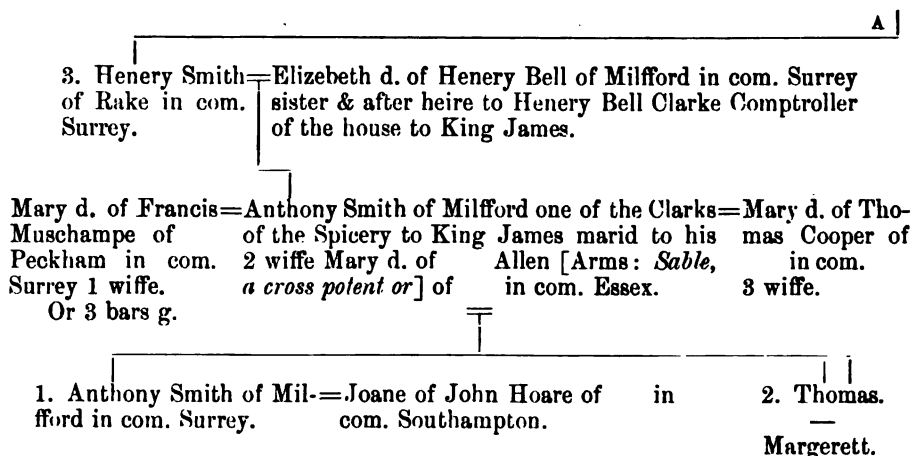 A
3. Henery Smith=Elizebeth d. of Henery Bell of Milfford in com. Surrey
of Rake in com. sister & after heire to Henery Bell Clarke Comptroller
Surrey. of the house to King James.
Mary d. of Francis=Anthony Smith of Milfford one of the Clarks=Mary d. of Tho-
Muschampe of of the Spicery to King James marid to his mas Cooper of
Peckham in com. 2 wiffe Mary d. of Allen [Arms: Sable, in com.
Surrey 1 wiffe. a cross potent or] of in com. Essex. 3 wiffe.
Or 3 bars g.
1. Anthony Smith of Mil-=Joane of John Hoare of in 2. Thomas.
fford in com. Surrey. com. Southampton. —
Margerett.